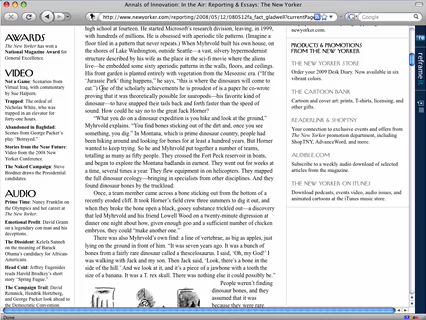 Annals of Innovation: In the Air: Reporting & Essays: The New Yorker
http://www.newyorker.com/reporting/2008/05/12/080512fa_fact_gladwell?currentPage
AWARDS
The New Yorker has won a
National Magazine Award for
General Excellence.
VIDEO
Not a Game: Scenarios from
Virtual Iraq, with commentary
by Sue Halpern.
Trapped: The ordeal of
Nicholas White, who was
trapped in an elevator for
forty-one hours.
Abandoned in Baghdad:
Scenes from George Packer's
play "Betrayed."
Stories from the Near Future:
Video from the 2008 New
Yorker Conference.
The Naked Campaign: Steve
Brodner draws the Presidential
candidates.
AUDIO
Prime Time: Nancy Franklin on
the Olympics and her career at
The New Yorker.
Emotional Profit: David Grann
on a legendary con man and his
deceptions.
The Dissident: Kelefa Sanneh
on the meaning of Barack
Obama's candidacy for African-
Americans.
Head Cold: Jeffrey Eugenides
reads Harold Brodkey's short
story "Spring Fugue."
The Campaign Trail: David
Remnick, Hendrik Hertzberg,
and George Packer look ahead
to the Democratic Convention
high school at fourteen. He started Microsoft's research division, leaving, in 1999,
with hundreds of millions. He is obsessed with aperiodic tile patterns. (Imagine a
floor tiled in a pattern that never repeats.) When Myhrvold built his own house, on
the shores of Lake Washington, outside Seattle—a vast, silvery hypermodernist
structure described by his wife as the place in the sci-fi movie where the aliens
live—he embedded some sixty aperiodic patterns in the walls, floors, and ceilings.
His front garden is planted entirely with vegetation from the Mesozoic era. ("If the
'Jurassic Park' thing happens," he says, "this is where the dinosaurs will come to
eat.") One of the scholarly achievements he is proudest of is a paper he co-wrote
proving that it was theoretically possible for sauropods—his favorite kind of
dinosaur—to have snapped their tails back and forth faster than the speed of
sound. How could he say no to the great Jack Horner?
"What you do on a dinosaur expedition is you hike and look at the ground,"
Myhrvold explains. "You find bones sticking out of the dirt and, once you see
something, you dig." In Montana, which is prime dinosaur country, people had
been hiking around and looking for bones for at least a hundred years. But Horner
wanted to keep trying. So he and Myhrvold put together a number of teams,
totalling as many as fifty people. They crossed the Fort Peck reservoir in boats,
and began to explore the Montana badlands in earnest. They went out for weeks at
a time, several times a year. They flew equipment in on helicopters. They mapped
the full dinosaur ecology—bringing in specialists from other disciplines. And they
found dinosaur bones by the truckload.
Once, a team member came across a bone sticking out from the bottom of a
recently eroded cliff. It took Horner's field crew three summers to dig it out, and
when they broke the bone open a black, gooey substance trickled out—a discovery
that led Myhrvold and his friend Lowell Wood on a twenty-minute digression at
dinner one night about how, given enough goo and a sufficient number of chicken
embryos, they could "make another one."
There was also Myhrvold's own find: a line of vertebrae, as big as apples, just
lying on the ground in front of him. "It was seven years ago. It was a bunch of
bones from a fairly rare dinosaur called a thescelosaurus. I said, 'Oh, my God!' I
was walking with Jack and my son. Then Jack said, 'Look, there's a bone in the
side of the hill.' And we look at it, and it's a piece of a jawbone with a tooth the
size of a banana. It was a T. rex skull. There was nothing else it could possibly be."
People weren't finding
dinosaur bones, and they
assumed that it was
because they were rare.
newyorker.com.
PRODUCTS & PROMOTIONS
FROM THE NEW YORKER
THE NEW YORKER STORE
Order your 2009 Desk Diary. Now available in six
vibrant colors.
THE CARTOON BANK
Cartoon and cover art: prints, T-shirts, licensing,
and other gifts.
READERLINK & SHOPTNY
Your connection to exclusive events and offers from
The New Yorker promotion department, including
ShopTNY, AdvanceWord, and more.
AUDIBLE.COM
Subscribe to a weekly audio download of selected
articles from the magazine.
THE NEW YORKER ON ITUNES
Download podcasts, events video, audio issues, and
animated cartoons at the iTunes music store.
reframe
Done